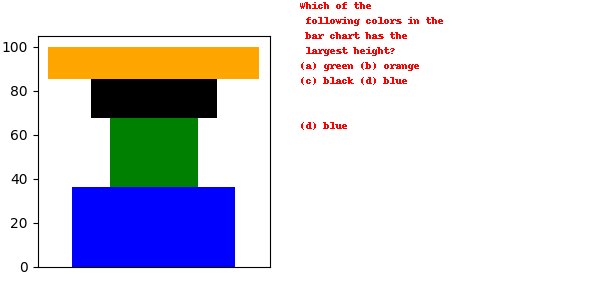 Which of the
following colors in the
bar chart has the
largest height?
(a) green (b) orange
(c) black (d) blue
(d) blue
100
80
60
40
20
0